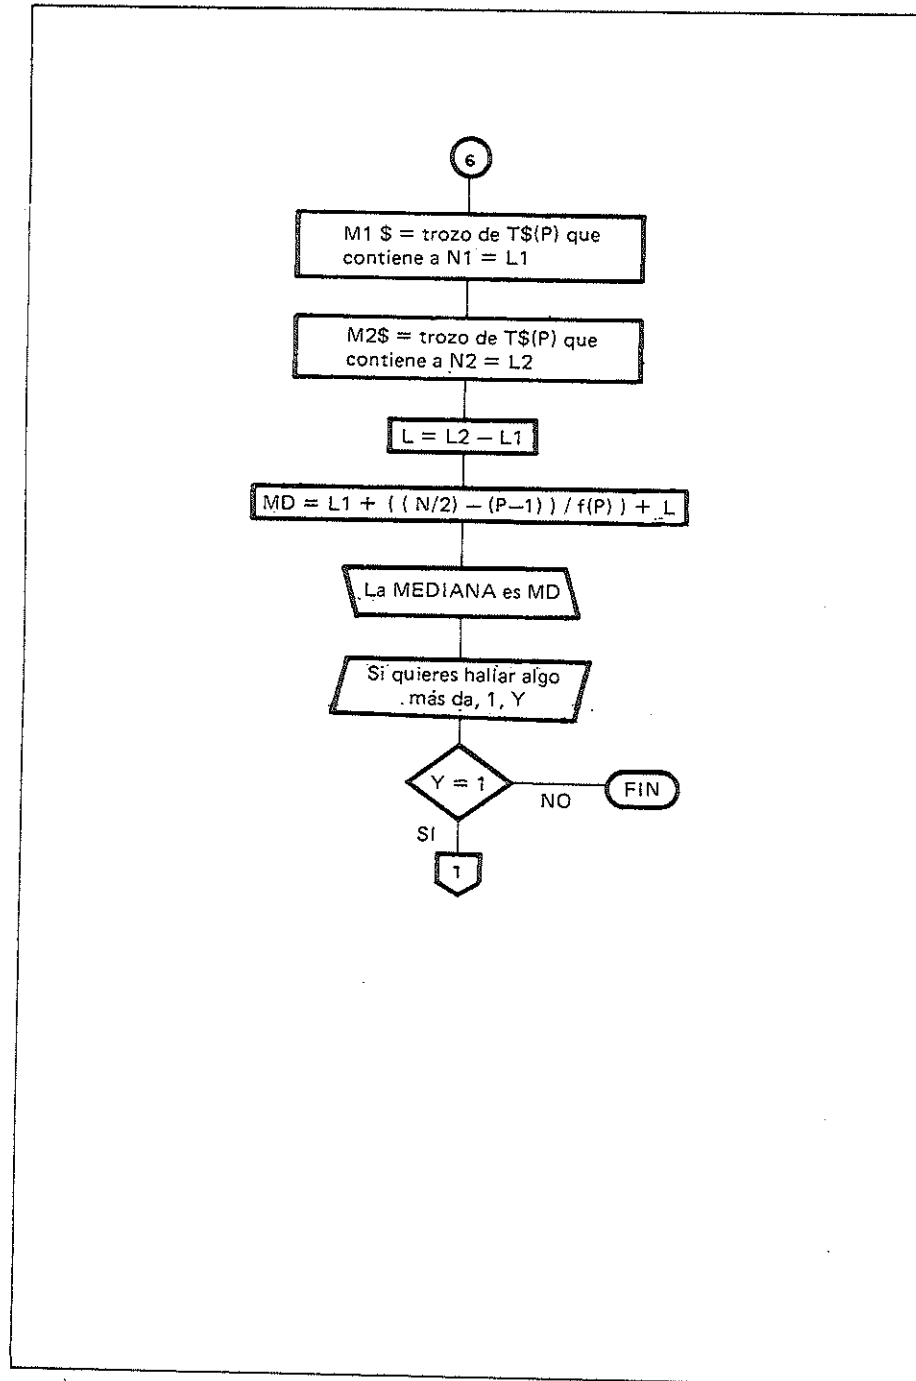 6
M1 $ = trozo de T$(P) que
contiene a N1 = L1
M2$ = trozo de T$(P) que
contiene a N2 = L2
L = L2 — L1
MD = L1 + ( ( N/2) — (P—1) ) / f(P) ) + L
La MEDIANA es MD
Si quieres hallar algo
más da, 1, Y
Y = 1
NO
FIN
SI
1